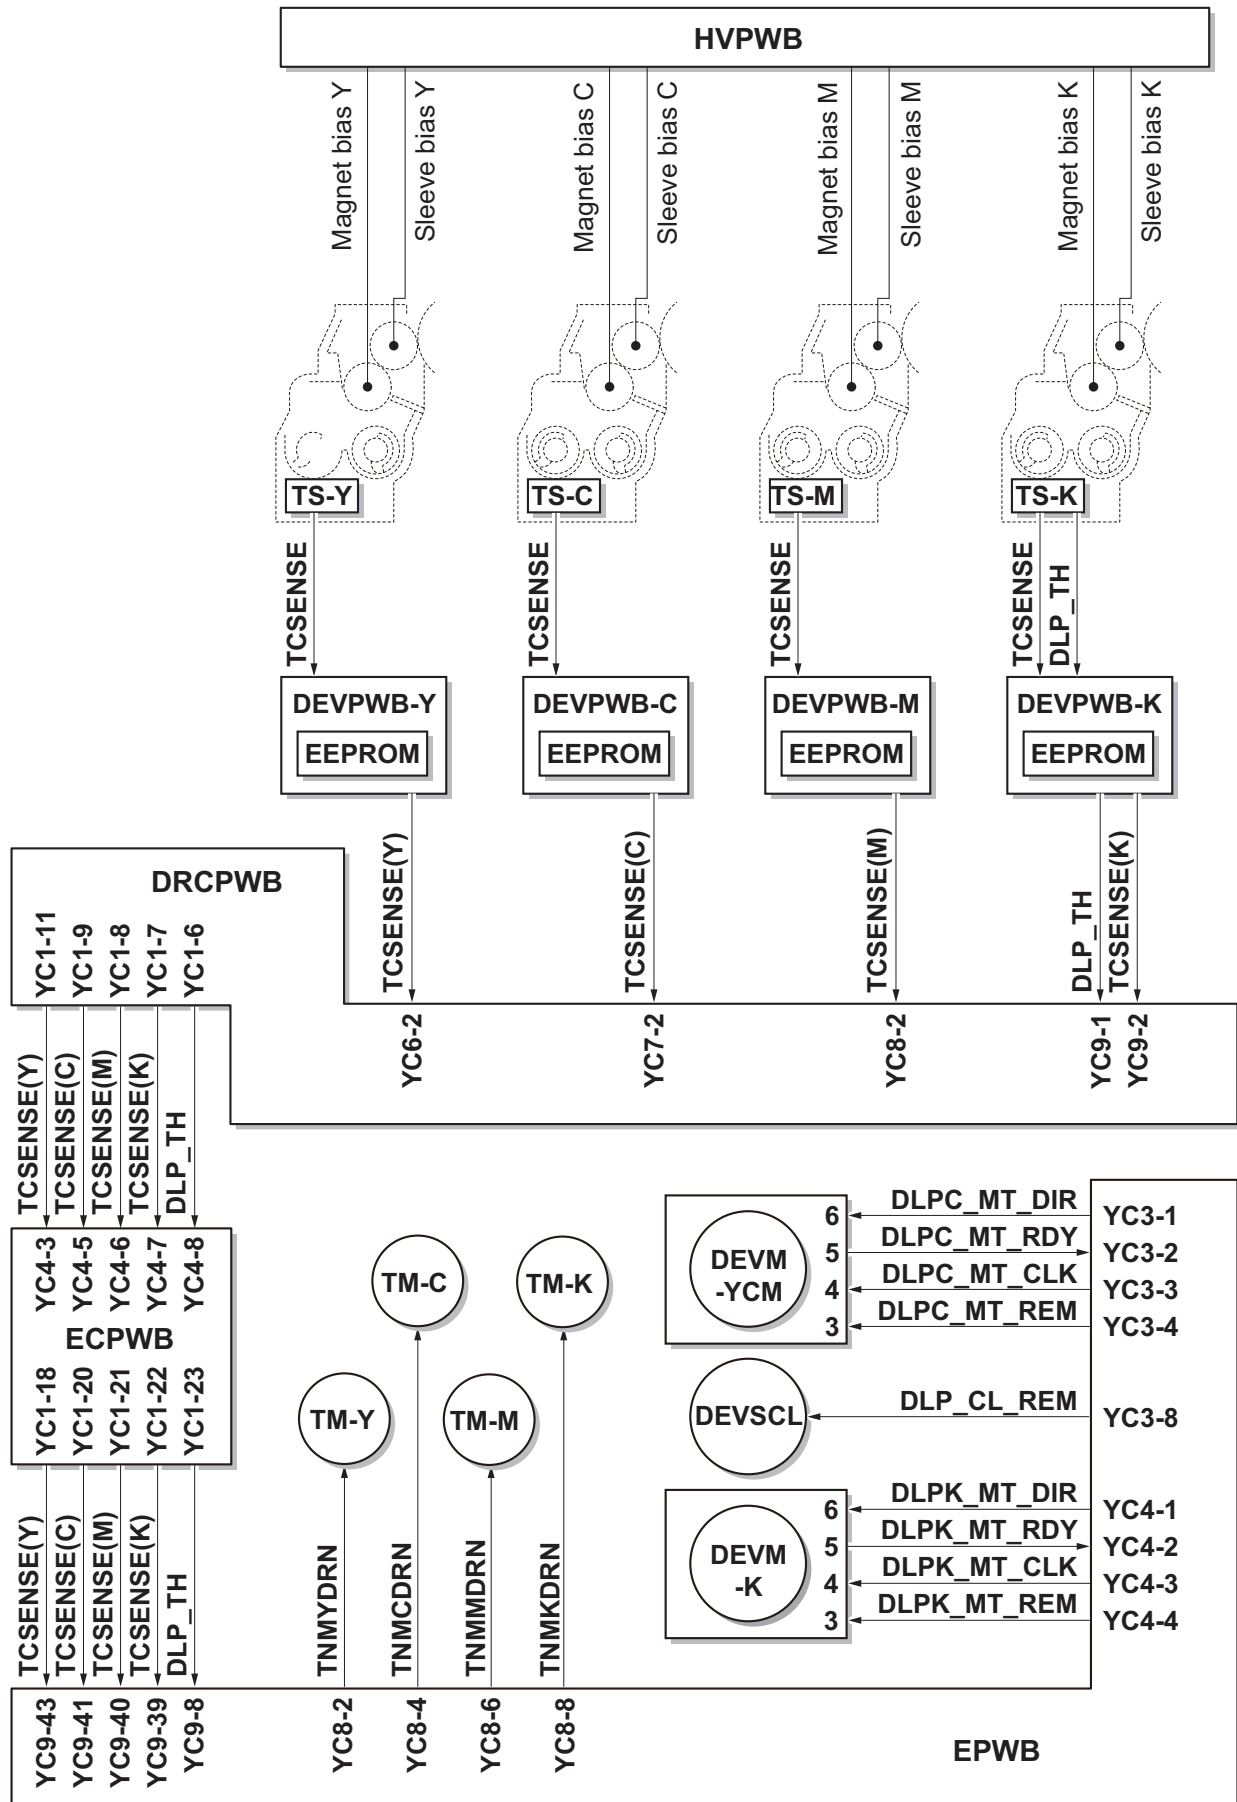 HVPWB
Magnet bias Y
Sleeve bias Y
Magnet bias C
Sleeve bias C
Magnet bias M
Sleeve bias M
Magnet bias K
Sleeve bias K
TS-Y
TS-C
TS-M
TS-K
TCSENSE
TCSENSE
TCSENSE
TCSENSE
DLP_TH
DEVPWB-Y
EEPROM
DEVPWB-C
EEPROM
DEVPWB-M
EEPROM
DEVPWB-K
EEPROM
TCSENSE(Y)
TCSENSE(C)
TCSENSE(M)
DLP_TH
TCSENSE(K)
DRCPWB
YC1-11
YC1-9
YC1-8
YC1-7
YC1-6
YC6-2
YC7-2
YC8-2
YC9-1
YC9-2
TCSENSE(Y)
TCSENSE(C)
TCSENSE(M)
TCSENSE(K)
DLP_TH
YC4-3
YC4-5
YC4-6
YC4-7
YC4-8
ECPWB
YC1-18
YC1-20
YC1-21
YC1-22
YC1-23
TCSENSE(Y)
TCSENSE(C)
TCSENSE(M)
TCSENSE(K)
DLP_TH
YC9-43
YC9-41
YC9-40
YC9-39
YC9-8
TM-C
TM-K
TM-Y
TM-M
TNMYDRN
TNMCDRN
TNMMDRN
TNMKDRN
YC8-2
YC8-4
YC8-6
YC8-8
DEVM
-YCM
6 DLPC_MT_DIR YC3-1
5 DLPC_MT_RDY YC3-2
4 DLPC_MT_CLK YC3-3
3 DLPC_MT_REM YC3-4
DEVSCL DLP_CL_REM YC3-8
DEVM
-K
6 DLPK_MT_DIR YC4-1
5 DLPK_MT_RDY YC4-2
4 DLPK_MT_CLK YC4-3
3 DLPK_MT_REM YC4-4
EPWB